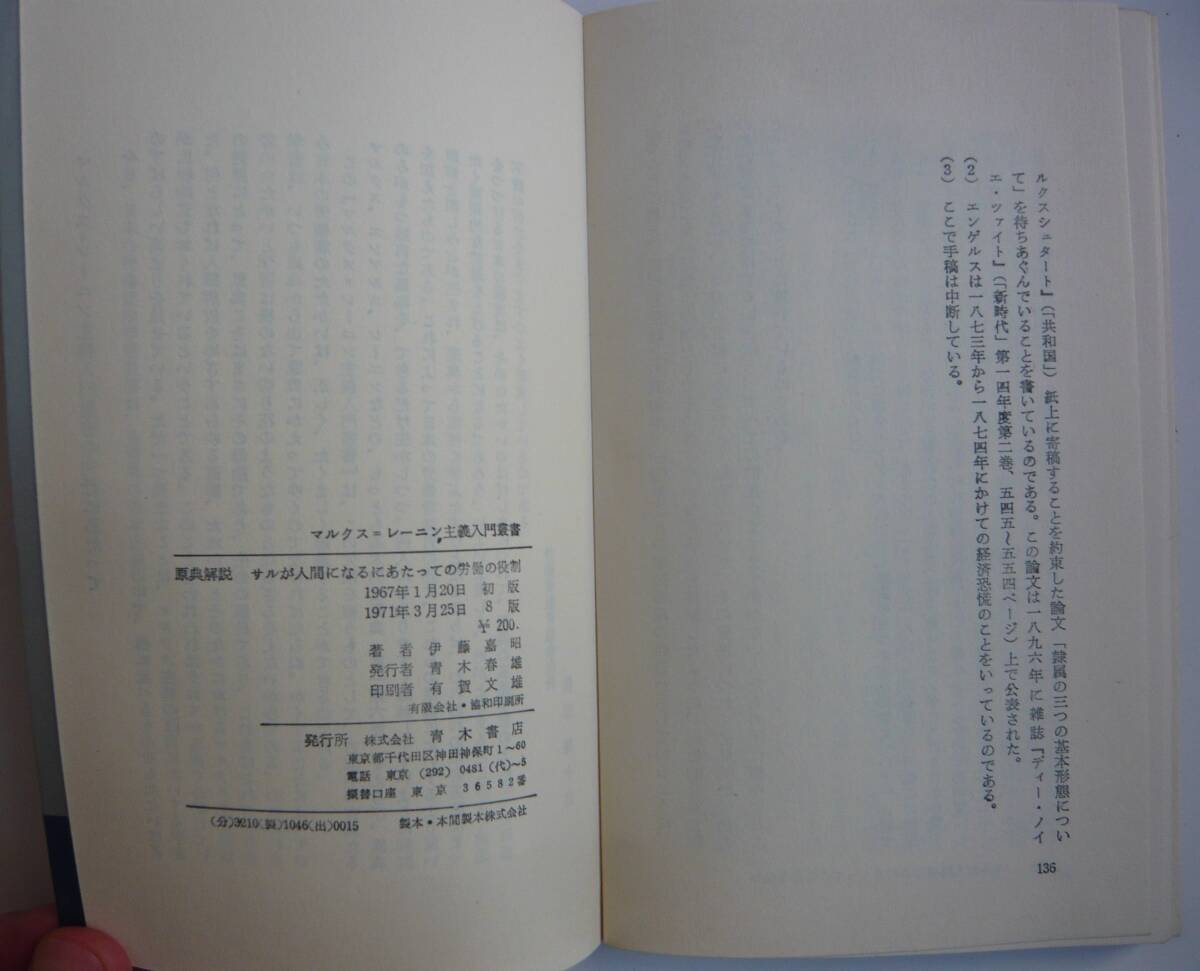 ルクスシュタート』（「共和国」）紙上に寄稿することを約束した論文「隷属の三つの基本形態につい
て」を待ちあぐんでいることを書いているのである。この論文は一八九六年に雑誌『ディー・ノイ
エ・ツァイト』（「新時代」第一四年度第二巻、五四五〜五五四ページ）上で公表された。
(2) エンゲルスは一八七三年から一八七四年にかけての経済恐慌のことをいっているのである。
(3) ここで手稿は中断している。
136
マルクス＝レーニン主義入門叢書
原典解説 サルが人間になるにあたっての労働の役割
1967年1月20日 初版
1971年3月25日 8版
￥200.
著者 伊藤嘉昭
発行者 青木春雄
印刷者 有賀文雄
有限会社・協和印刷所
発行所 株式会社 青木書店
東京都千代田区神田神保町1〜60
電話 東京 (292) 0481 (代)〜5
振替口座 東京 36582番
(分)3210(製)1046(出)0015 製本・本間製本株式会社